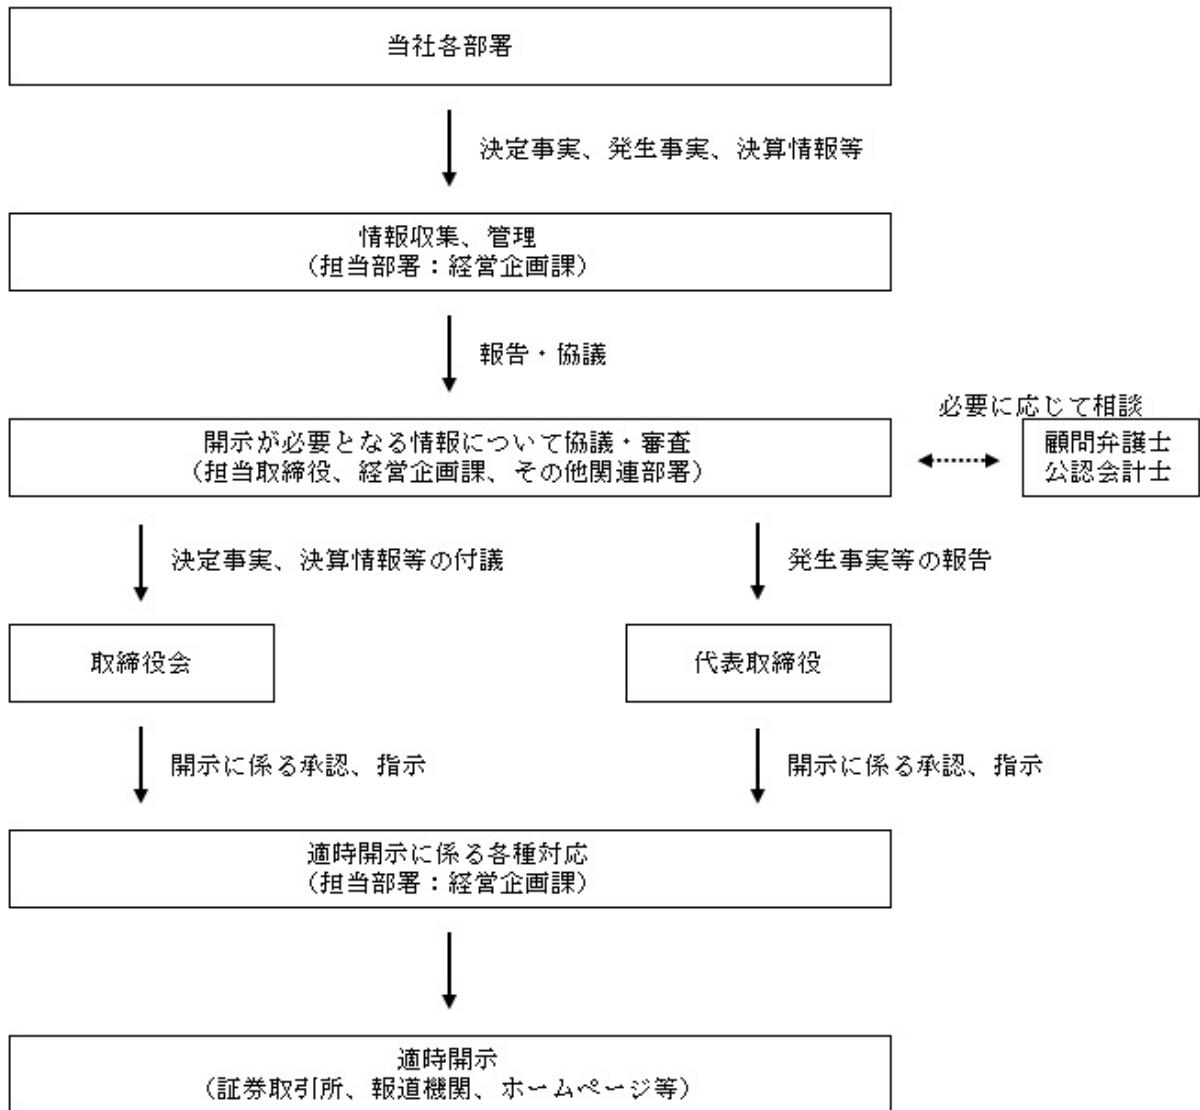 当社各部署
決定事実、発生事実、決算情報等
情報収集、管理
（担当部署：経営企画課）
報告・協議
必要に応じて相談
開示が必要となる情報について協議・審査
（担当取締役、経営企画課、その他関連部署）
顧問弁護士
公認会計士
決定事実、決算情報等の付議
発生事実等の報告
取締役会
代表取締役
開示に係る承認、指示
開示に係る承認、指示
適時開示に係る各種対応
（担当部署：経営企画課）
適時開示
（証券取引所、報道機関、ホームページ等）